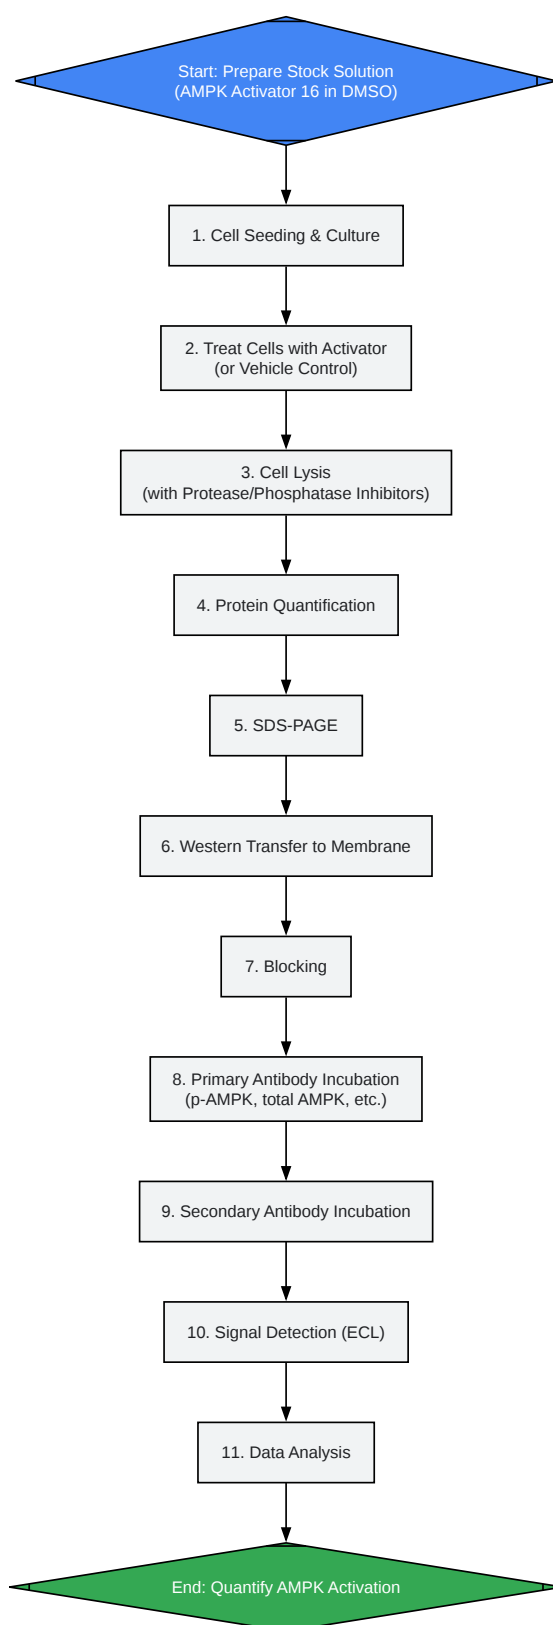 Start: Prepare Stock Solution
(AMPK Activator 16 in DMSO)
1. Cell Seeding & Culture
2. Treat Cells with Activator
(or Vehicle Control)
3. Cell Lysis
(with Protease/Phosphatase Inhibitors)
4. Protein Quantification
5. SDS-PAGE
6. Western Transfer to Membrane
7. Blocking
8. Primary Antibody Incubation
(p-AMPK, total AMPK, etc.)
9. Secondary Antibody Incubation
10. Signal Detection (ECL)
11. Data Analysis
End: Quantify AMPK Activation